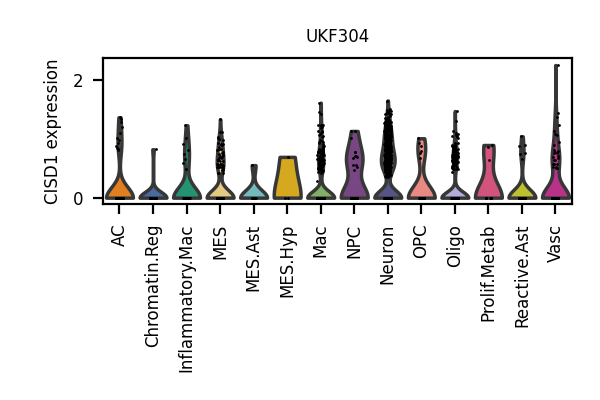 UKF304
CISD1 expression
2
0
AC
Chromatin.Reg
Inflammatory.Mac
MES
MES.Ast
MES.Hyp
Mac
NPC
Neuron
OPC
Oligo
Prolif.Metab
Reactive.Ast
Vasc